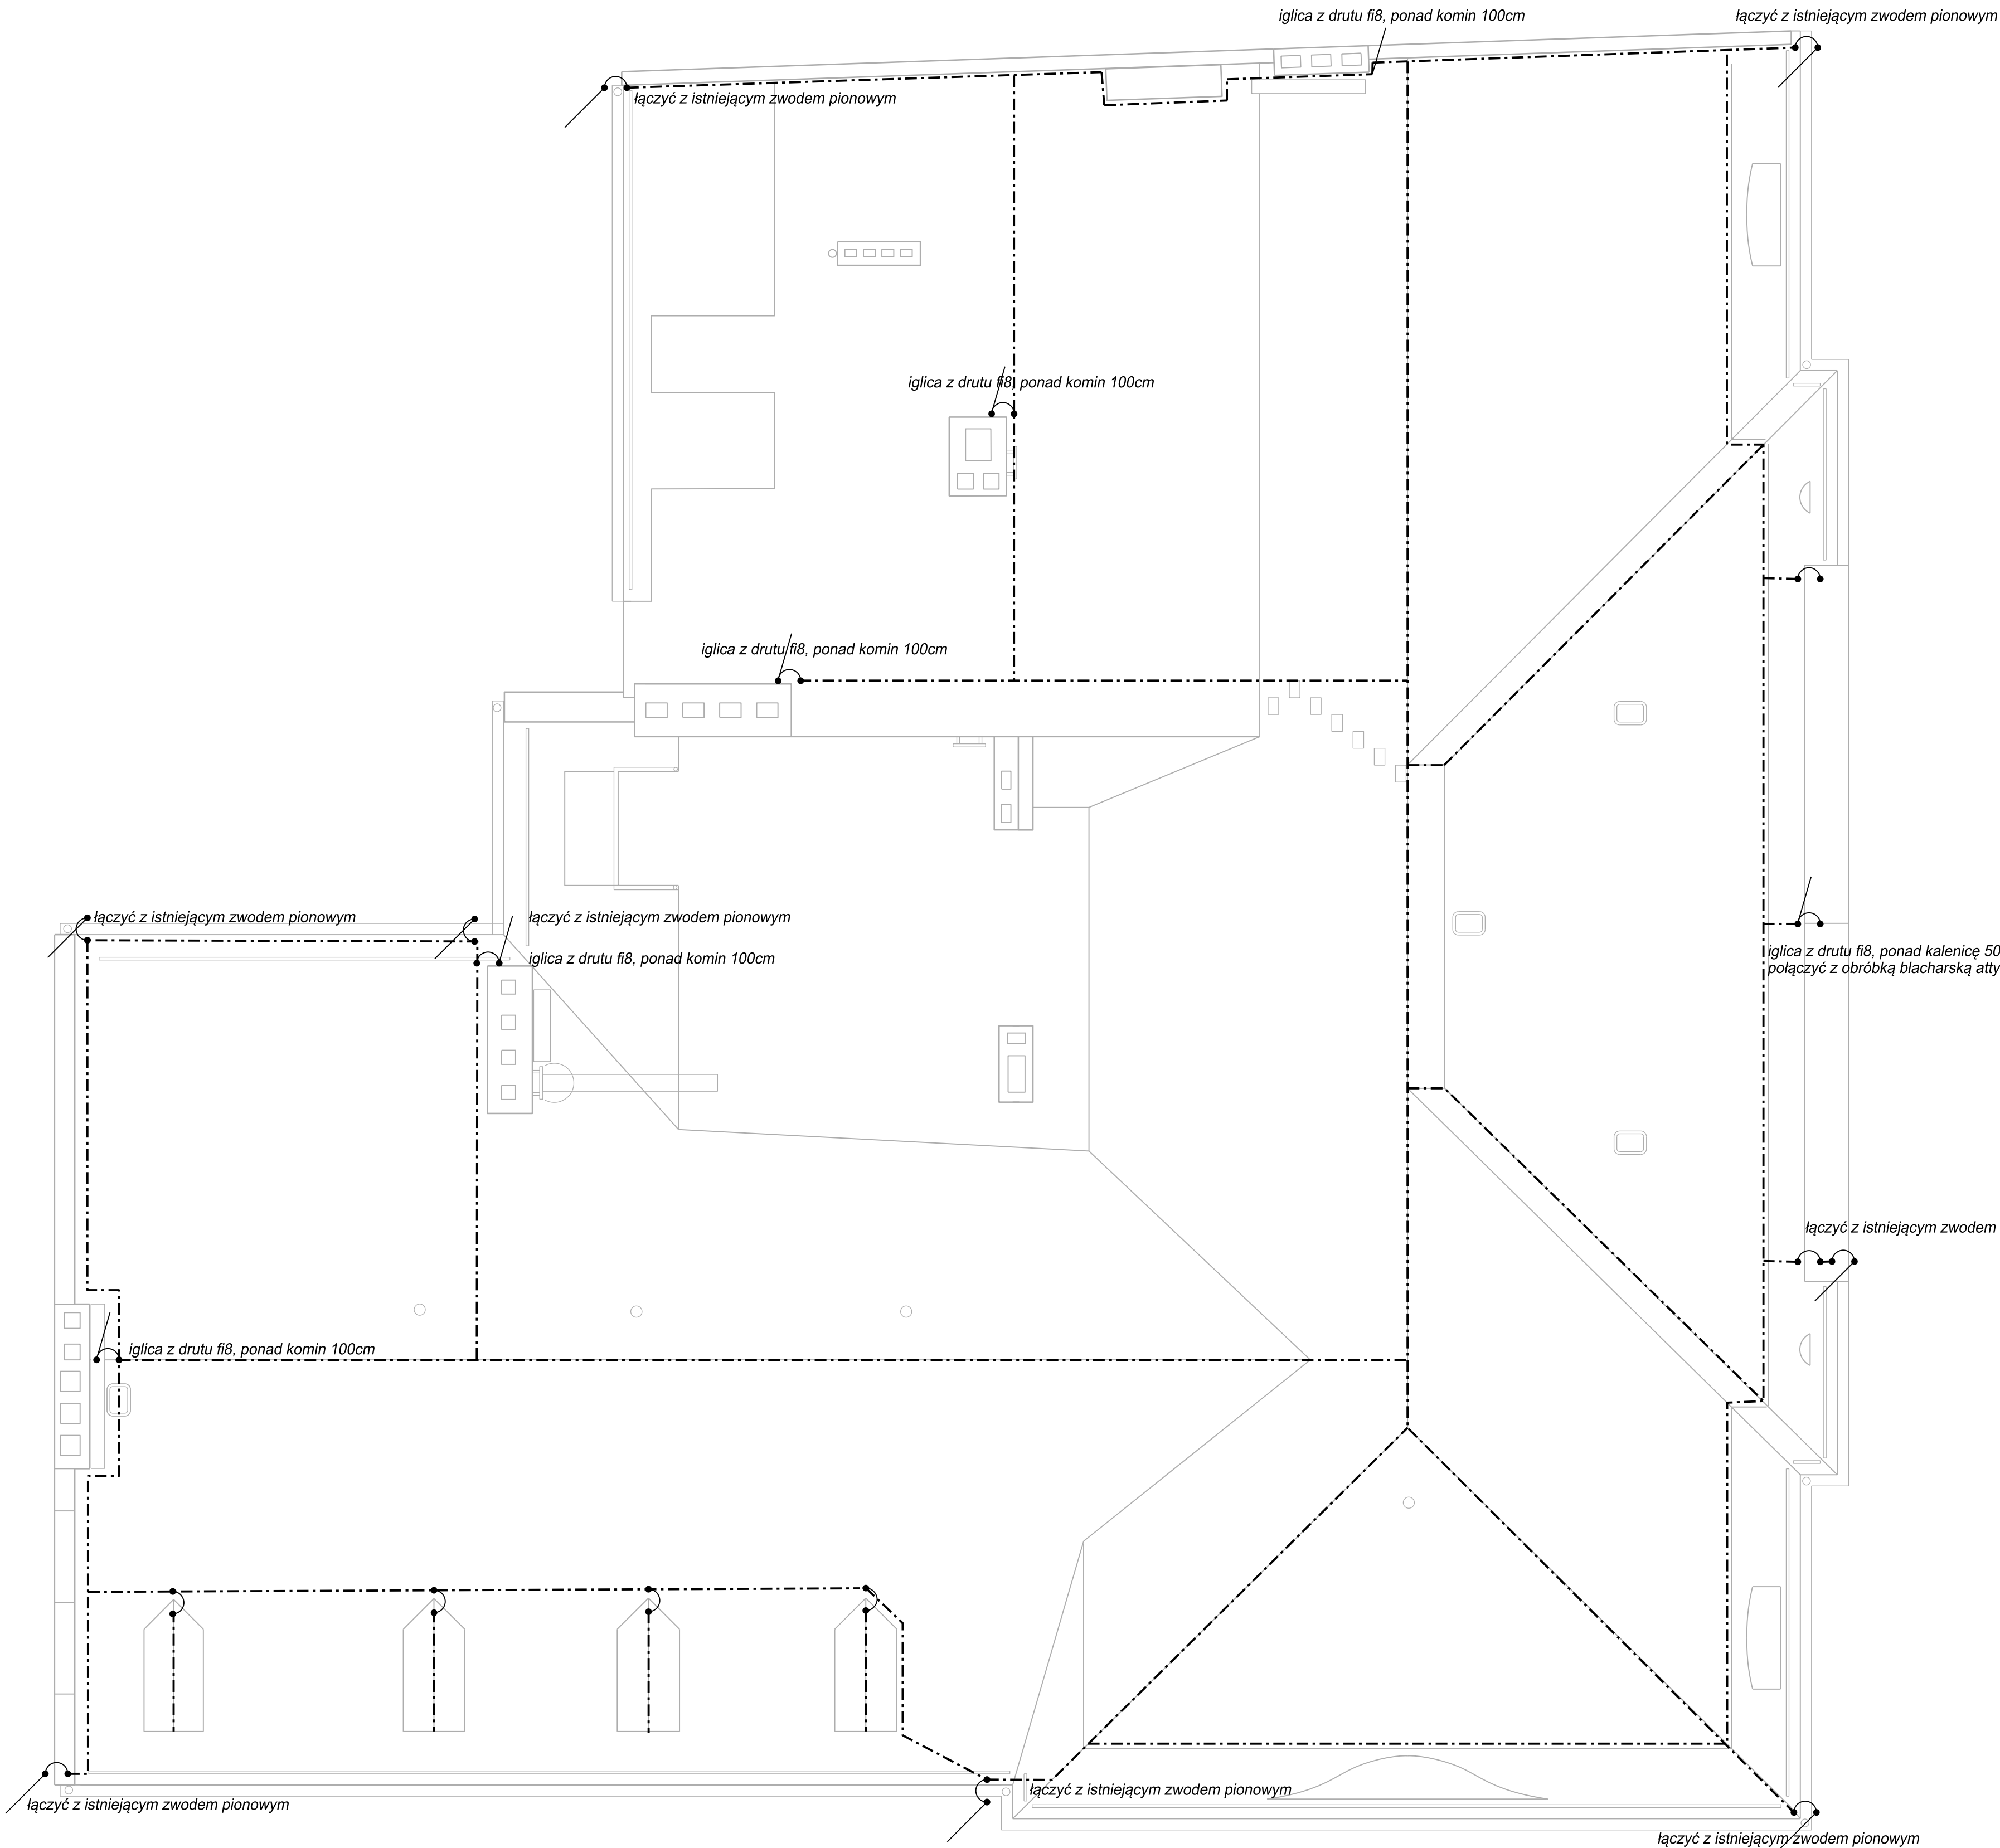 iglica z drutu fi8, ponad komin 100cm
łączyć z istniejącym zwodem pionowym
łączyć z istniejącym zwodem pionowym
iglica z drutu fi8, ponad komin 100cm
iglica z drutu fi8, ponad komin 100cm
łączyć z istniejącym zwodem pionowym
łączyć z istniejącym zwodem pionowym
iglica z drutu fi8, ponad komin 100cm
iglica z drutu fi8, ponad kalenicę 50
połączyć z obróbką blacharską atty
łączyć z istniejącym zwodem
iglica z drutu fi8, ponad komin 100cm
łączyć z istniejącym zwodem pionowym
łączyć z istniejącym zwodem pionowym
łączyć z istniejącym zwodem pionowym